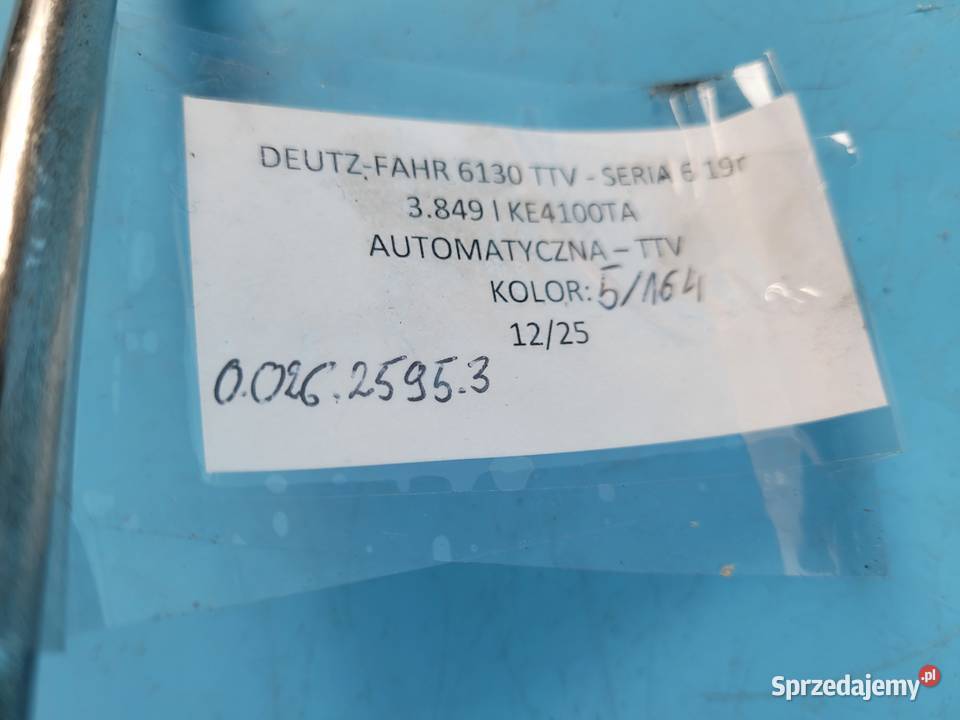 DEUTZ-FAHR 6130 TTV - SERIA 6 19r
3.849 l KE4100TA
AUTOMATYCZNA – TTV
KOLOR: 5/164
12/25
0.026.2595.3
Sprzedajemy.pl